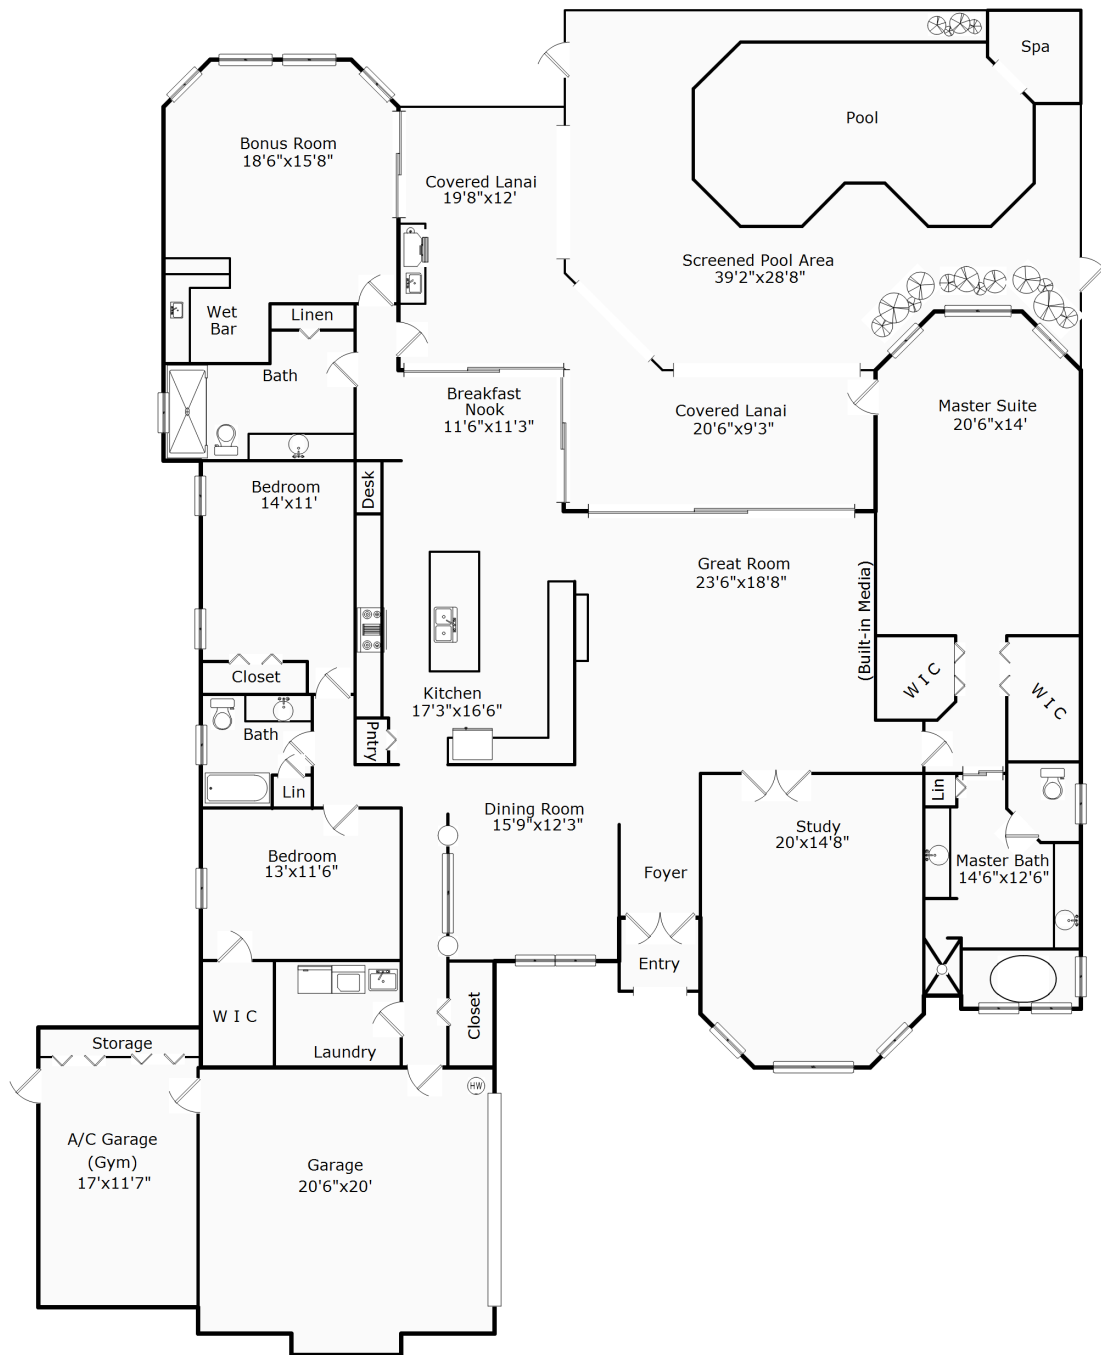 Spa
Pool
Bonus Room
18'6"x15'8"
Covered Lanai
19'8"x12'
Screened Pool Area
39'2"x28'8"
Wet
Bar
Linen
Bath
Breakfast
Nook
11'6"x11'3"
Covered Lanai
20'6"x9'3"
Master Suite
20'6"x14'
Bedroom
14'x11'
Desk
Great Room
23'6"x18'8"
(Built-in Media)
Closet
Kitchen
17'3"x16'6"
W I C
W I C
Bath
Pntry
Lin
Lin
Dining Room
15'9"x12'3"
Study
20'x14'8"
Bedroom
13'x11'6"
Foyer
Master Bath
14'6"x12'6"
Entry
W I C
Laundry
Closet
Storage
HW
A/C Garage
(Gym)
17'x11'7"
Garage
20'6"x20'